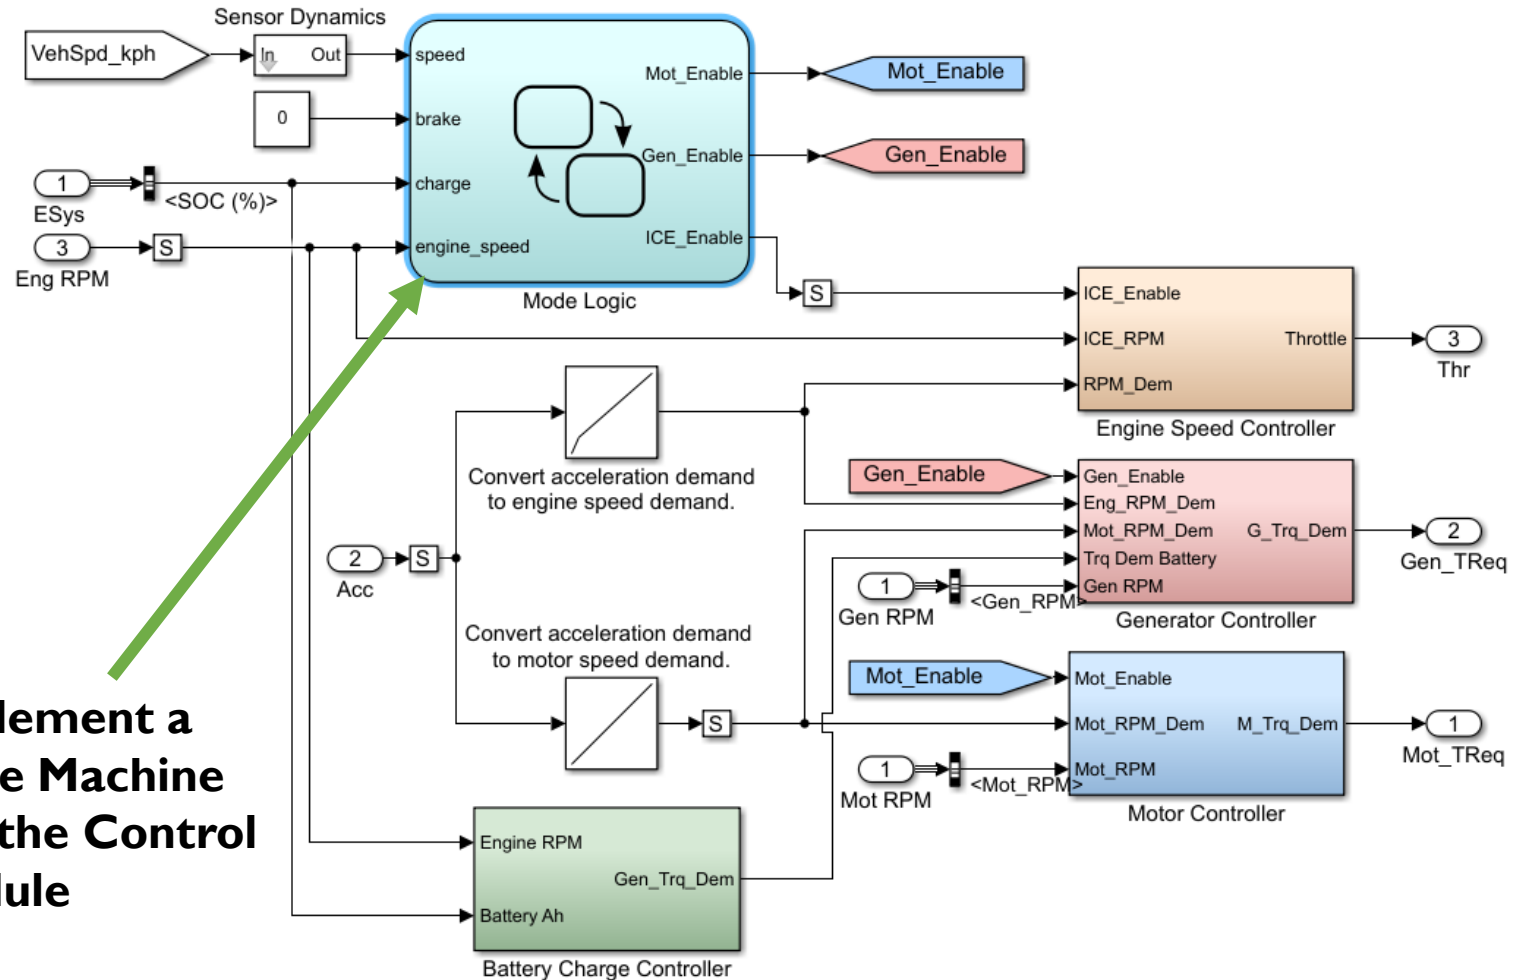 Sensor Dynamics
VehSpd_kph
In
Out
speed
Mot_Enable
Mot_Enable
0
brake
Gen_Enable
Gen_Enable
1
ESys
<SOC (%)>
charge
3
Eng RPM
S
engine_speed
ICE_Enable
Mode Logic
S
ICE_Enable
ICE_RPM
Throttle
RPM_Dem
3
Thr
Engine Speed Controller
Convert acceleration demand
to engine speed demand.
Gen_Enable
Gen_Enable
Eng_RPM_Dem
Mot_RPM_Dem
G_Trq_Dem
Trq Dem Battery
Gen RPM
2
Gen_TReq
2
Acc
S
1
Gen RPM
<Gen_RPM>
Generator Controller
Convert acceleration demand
to motor speed demand.
Mot_Enable
Mot_Enable
S
Mot_RPM_Dem
M_Trq_Dem
Mot_RPM
1
Mot_TReq
1
Mot RPM
<Mot_RPM>
Motor Controller
lement a
e Machine
the Control
lule
Engine RPM
Gen_Trq_Dem
Battery Ah
Battery Charge Controller